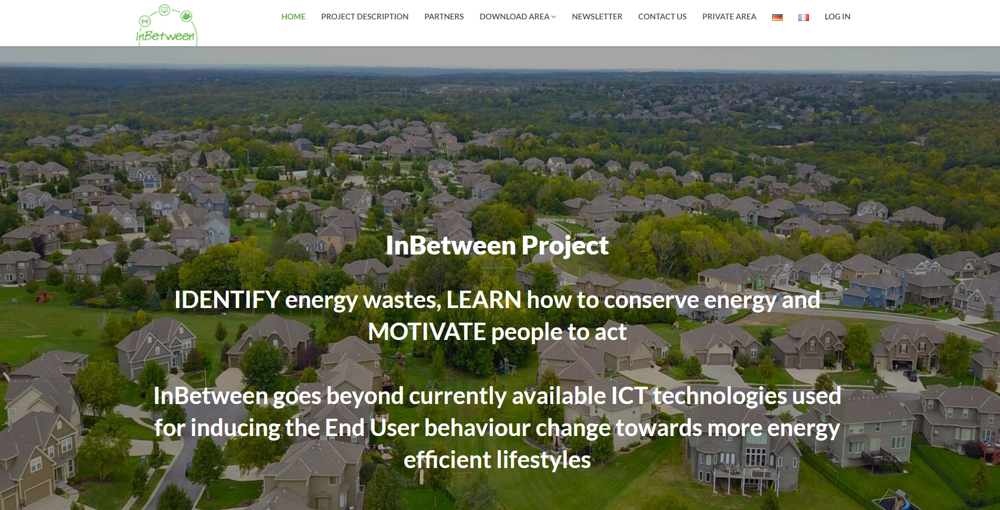 InBetween
HOME PROJECT DESCRIPTION PARTNERS DOWNLOAD AREA NEWSLETTER CONTACT US PRIVATE AREA LOG IN
InBetween Project
IDENTIFY energy wastes, LEARN how to conserve energy and
MOTIVATE people to act
InBetween goes beyond currently available ICT technologies used
for inducing the End User behaviour change towards more energy
efficient lifestyles